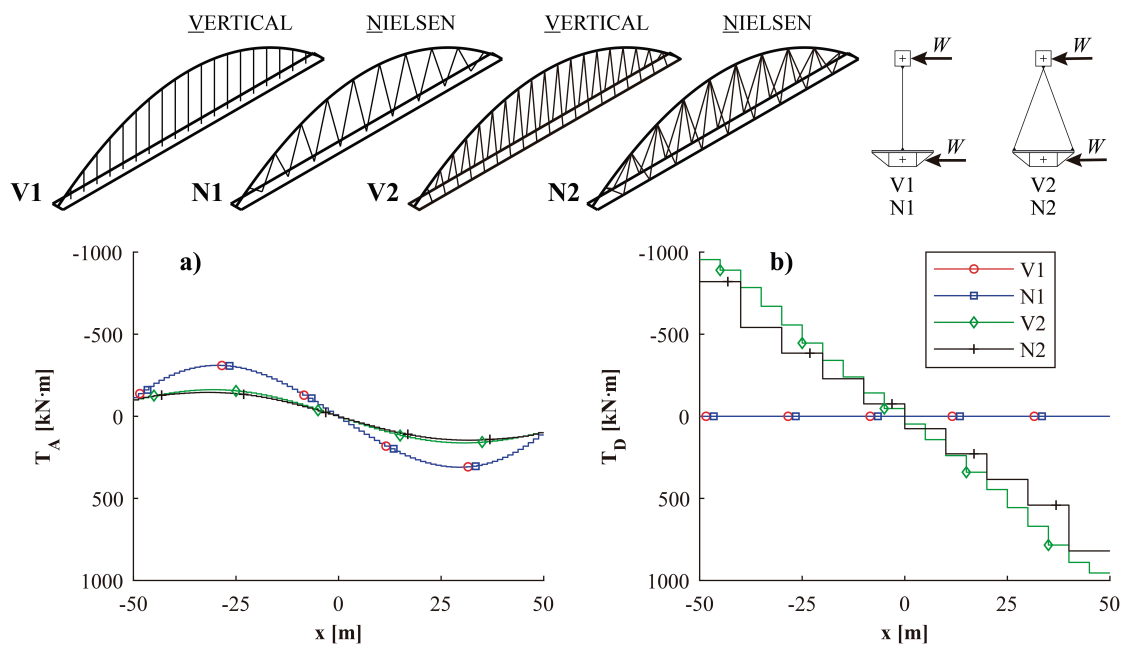 VERTICAL
NIELSEN
VERTICAL
NIELSEN
V1
N1
V2
N2
W
W
V1
N1
W
W
V2
N2
a)
-1000
-500
0
500
1000
T_A [kN·m]
-50
-25
0
25
50
x [m]
b)
V1
N1
V2
N2
-1000
-500
0
500
1000
T_D [kN·m]
-50
-25
0
25
50
x [m]